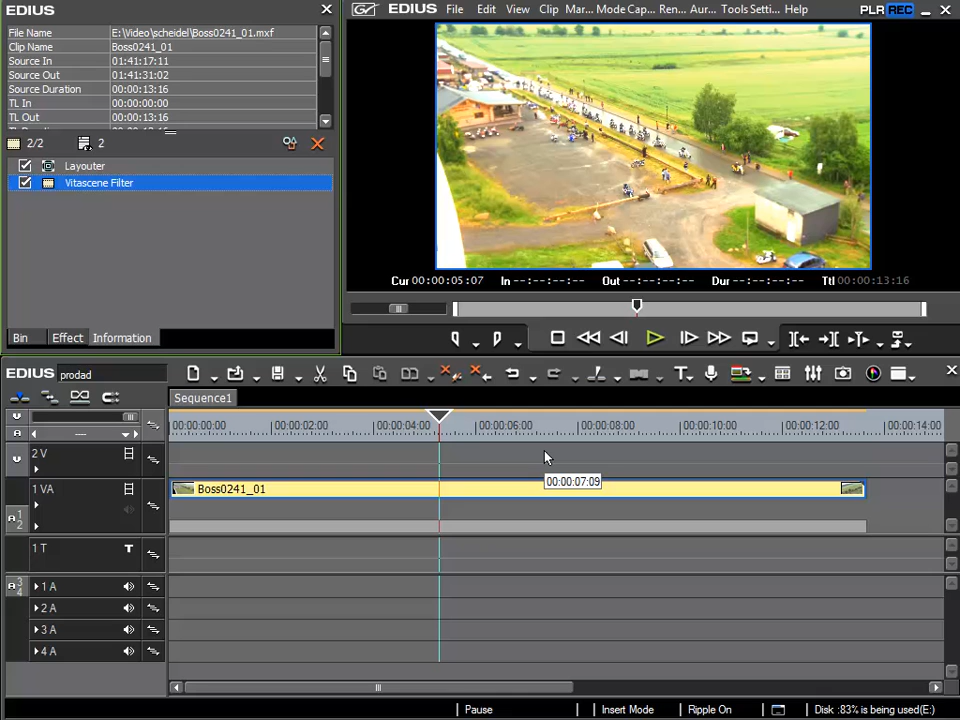 EDIUS
File Name E:\Video\scheidel\Boss0241_01.mxf
Clip Name Boss0241_01
Source In 01:41:17:11
Source Out 01:41:31:02
Source Duration 00:00:13:16
TL In 00:00:00:00
TL Out 00:00:13:16
2/2 2
Layouter
Vitascene Filter
Bin Effect Information
EDIUS File Edit View Clip Mar... Mode Cap... Ren... Aur... Tools Setti... Help PLR REC
Cur 00:00:05:07 In --:--:--:-- Out --:--:--:-- Dur --:--:--:-- Ttl 00:00:13:16
EDIUS prodad
Sequence1
00:00:00:00 00:00:02:00 00:00:04:00 00:00:06:00 00:00:08:00 00:00:10:00 00:00:12:00 00:00:14:00
2 V
00:00:07:09
1 VA Boss0241_01
1 T T
1 A
2 A
3 A
4 A
Pause Insert Mode Ripple On Disk :83% is being used(E:)